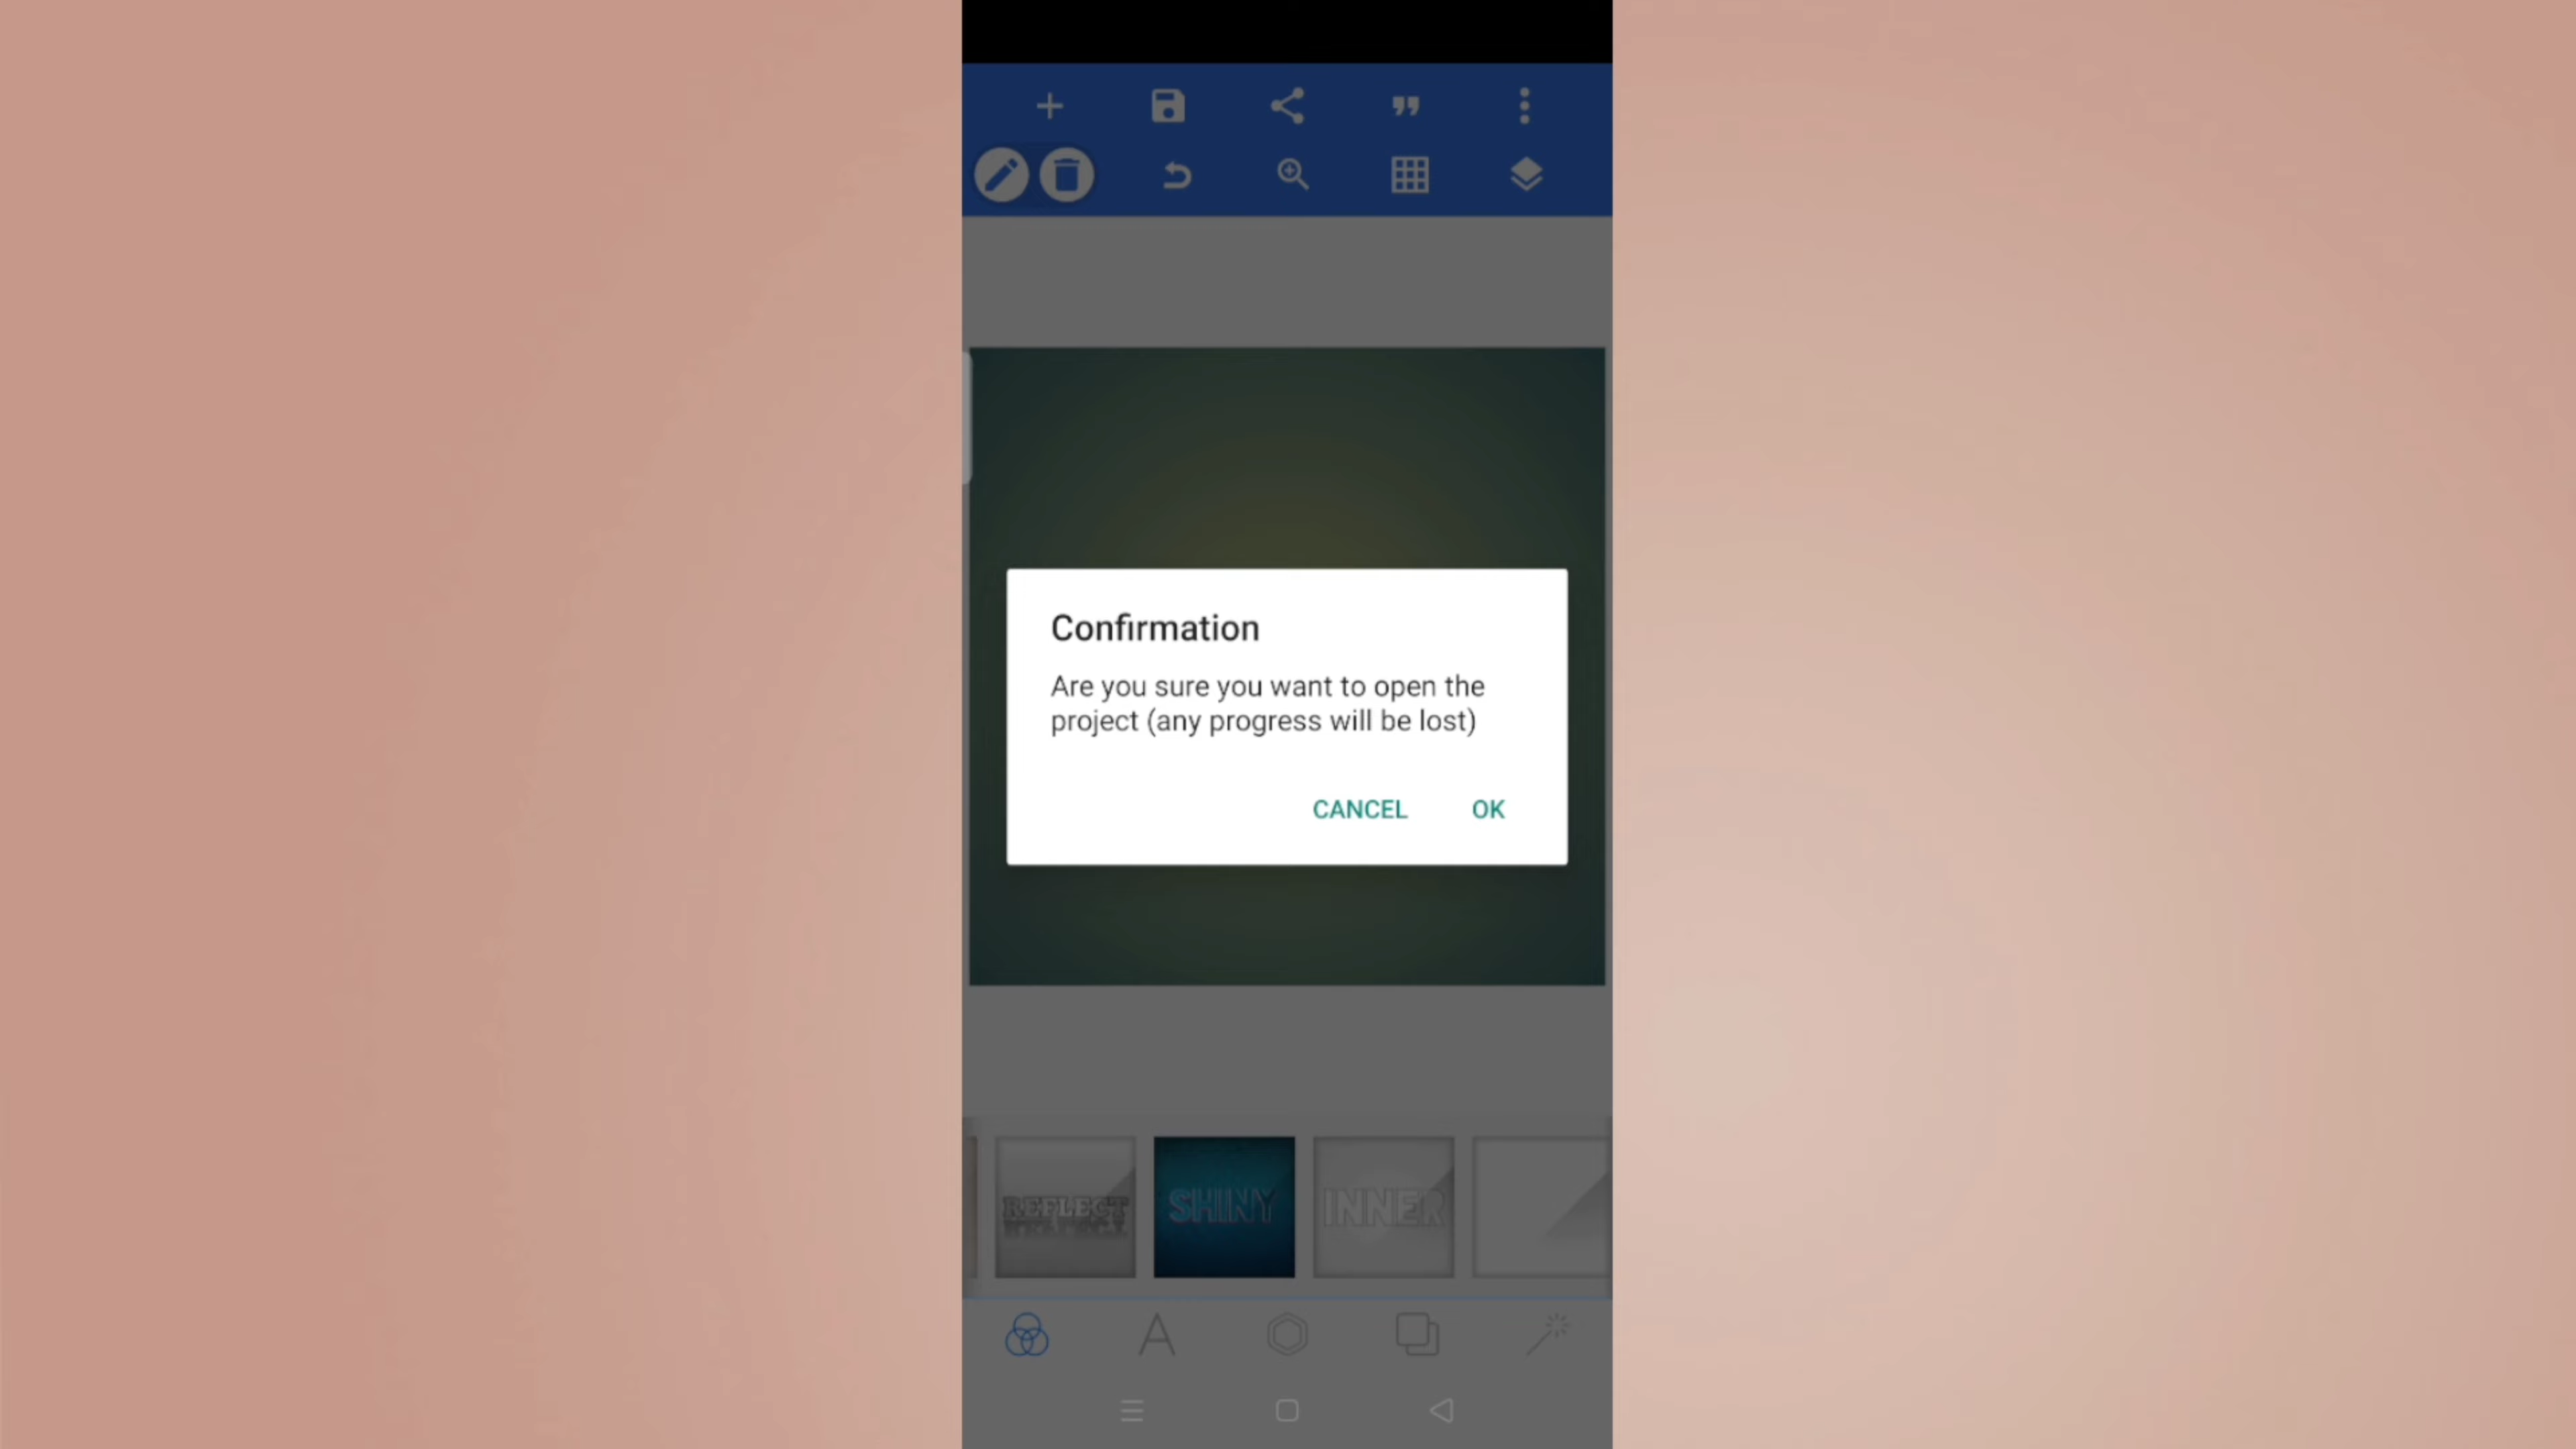 Confirmation
Are you sure you want to open the
project (any progress will be lost)
CANCEL OK
REFLECT SHINY INNER